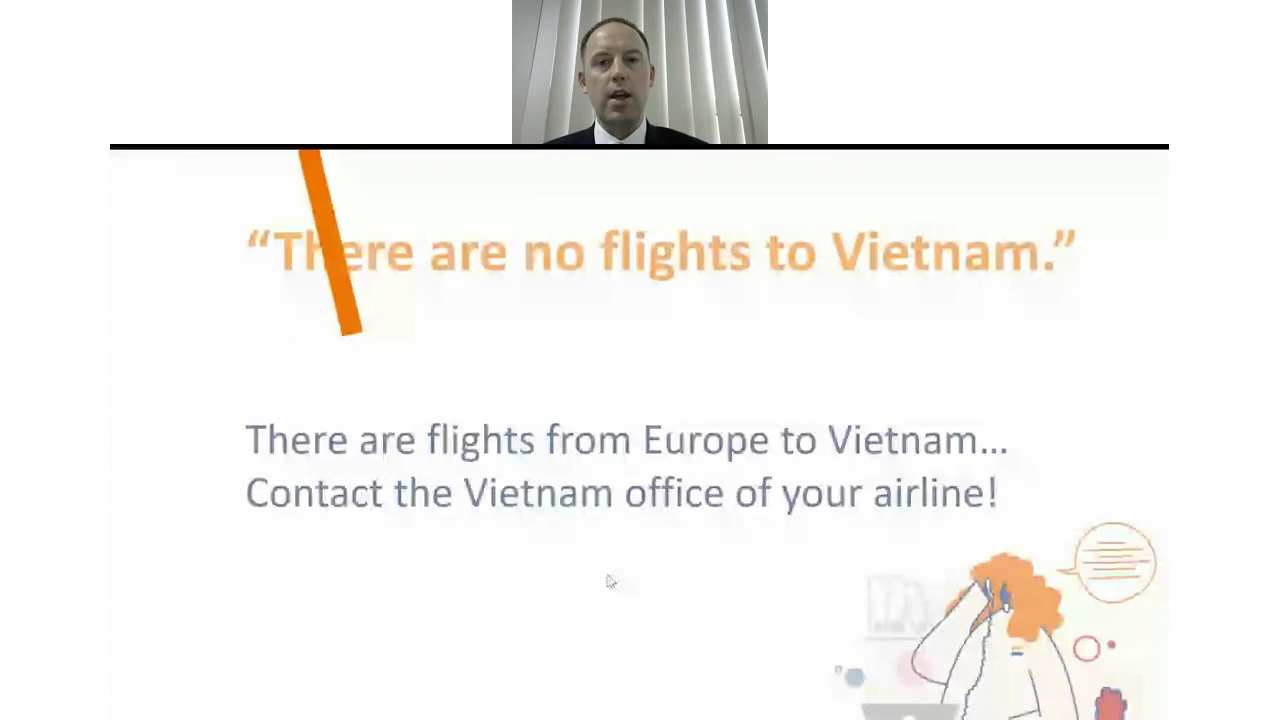 “There are no flights to Vietnam.”
There are flights from Europe to Vietnam...
Contact the Vietnam office of your airline!